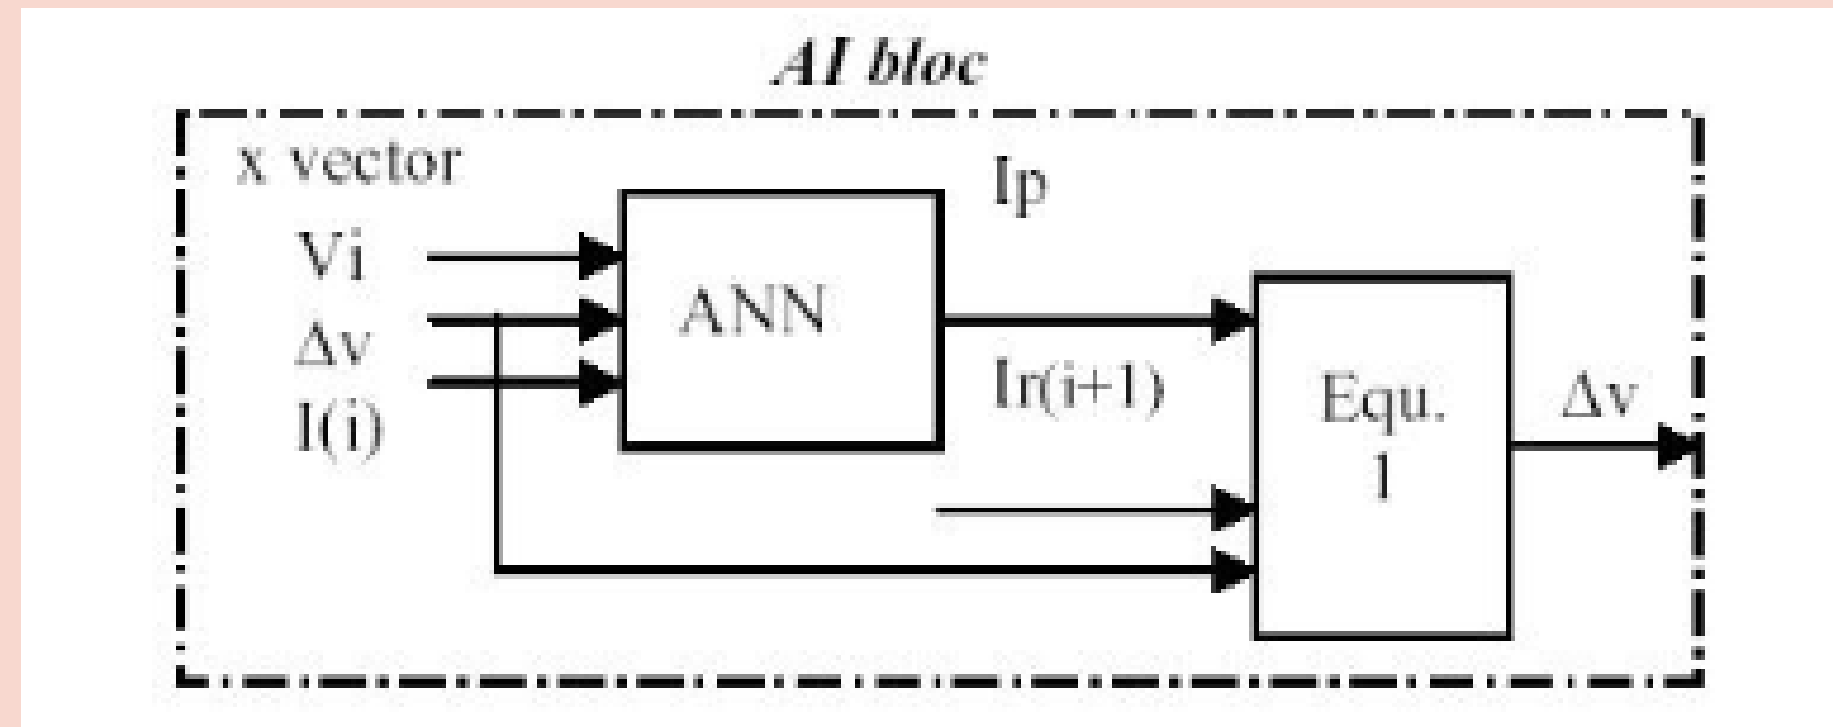 AI bloc
x vector
Vi
Δv
I(i)
ANN
Ip
Ir(i+1)
Equ.
1
Δv